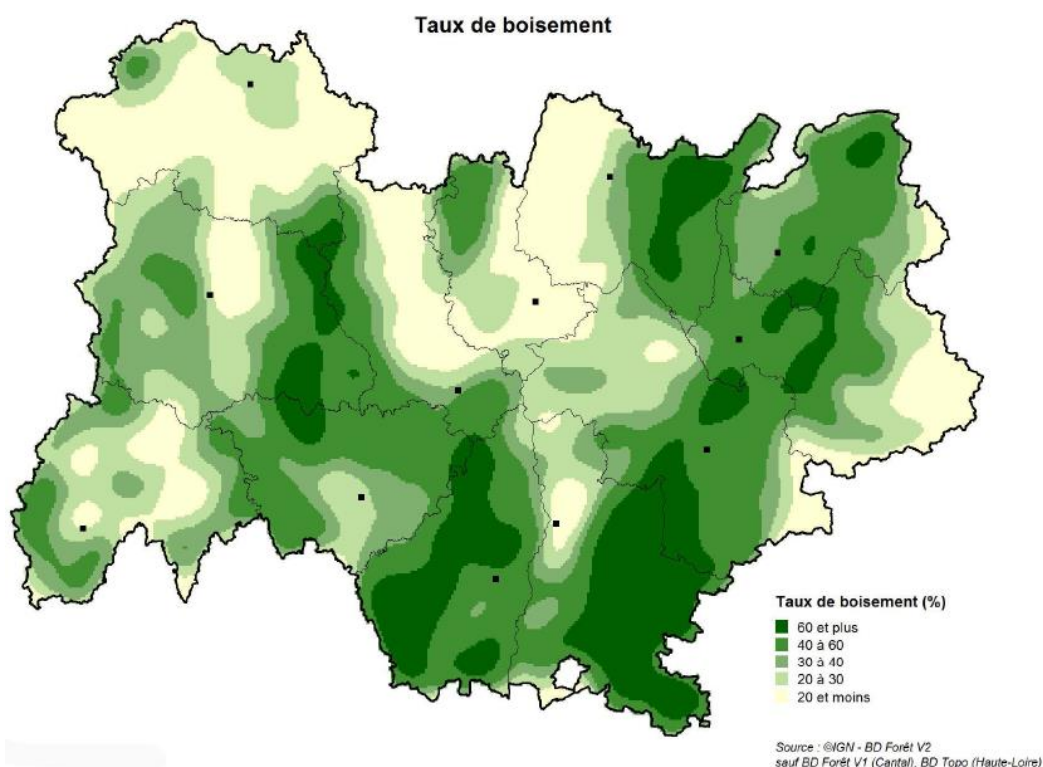 Taux de boisement
Taux de boisement (%)
60 et plus
40 à 60
30 à 40
20 à 30
20 et moins
Source : @IGN - BD Forêt V2
sauf BD Forêt V1 (Cantal), BD Topo (Haute-Loire)